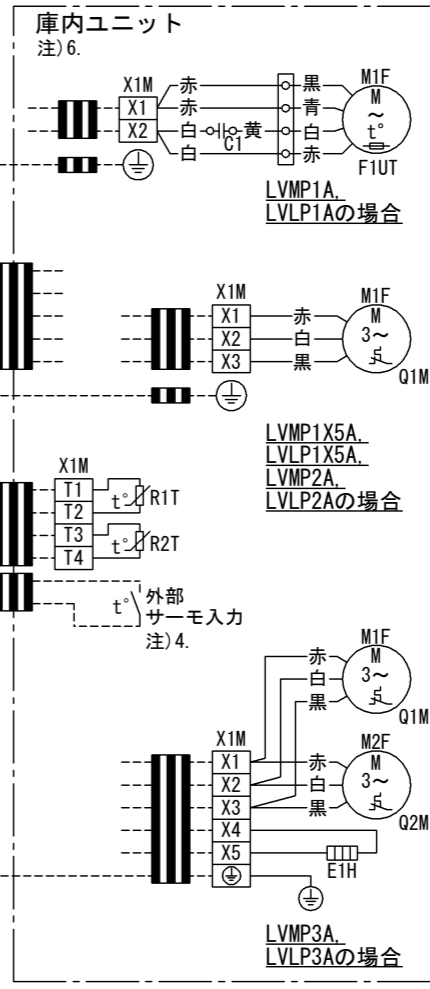 庫内ユニット
注)6.
X1M
X1
X2
赤
赤
白
C1
黄
白
黒
青
白
赤
M1F
M
~
t°
F1UT
LVMP1A,
LVLP1Aの場合
X1M
X1
X2
X3
赤
白
黒
M1F
M
3~
Q1M
LVMP1X5A,
LVLP1X5A,
LVMP2A,
LVLP2Aの場合
X1M
T1
T2
T3
T4
t°
R1T
t°
R2T
t°
外部
サーモ入力
注)4.
赤
白
黒
M1F
M
3~
Q1M
X1M
X1
X2
X3
X4
X5
赤
白
黒
M2F
M
3~
Q2M
E1H
LVMP3A,
LVLP3Aの場合